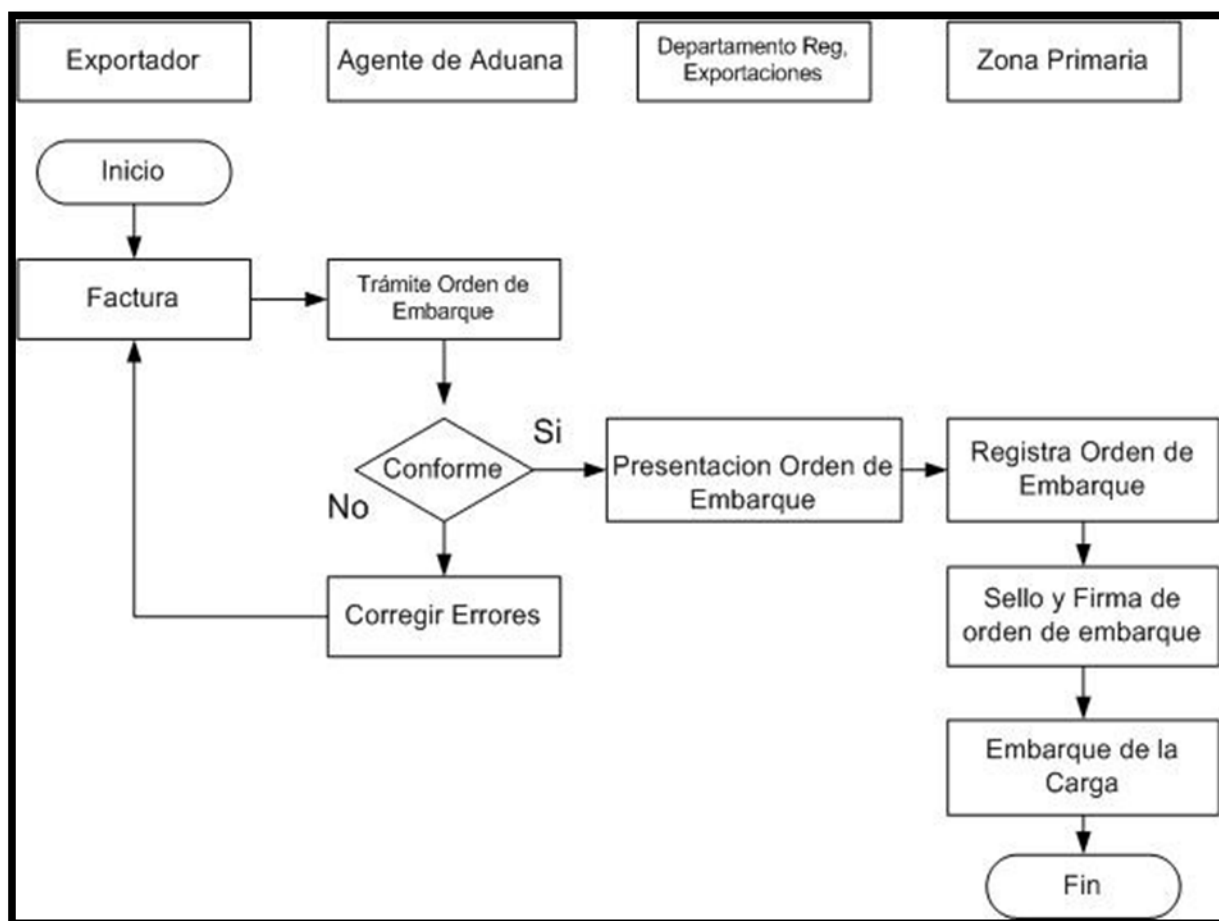 Exportador
Agente de Aduana
Departamento Reg,
Exportaciones
Zona Primaria
Inicio
Factura
Trámite Orden de
Embarque
Conforme
Si
No
Presentacion Orden de
Embarque
Registra Orden de
Embarque
Corregir Errores
Sello y Firma de
orden de embarque
Embarque de la
Carga
Fin